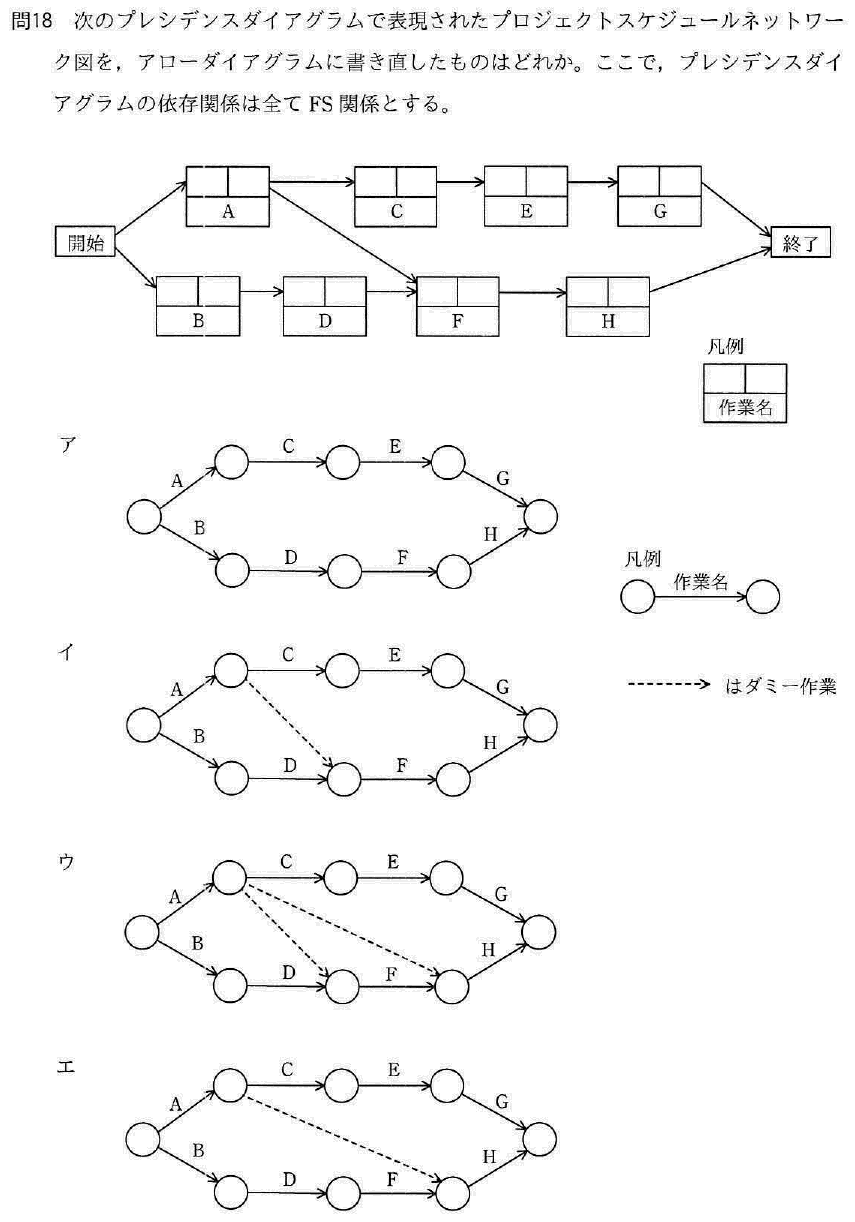 問18 次のプレシデンスダイアグラムで表現されたプロジェクトスケジュールネットワー
ク図を，アローダイアグラムに書き直したものはどれか。ここで，プレシデンスダイ
アグラムの依存関係は全て FS 関係とする。
A
C
E
G
開始
終了
B
D
F
H
凡例
作業名
ア
A
C
E
G
B
D
F
H
凡例
作業名
イ
A
C
E
G
B
D
F
H
はダミー作業
ウ
A
C
E
G
B
D
F
H
エ
A
C
E
G
B
D
F
H